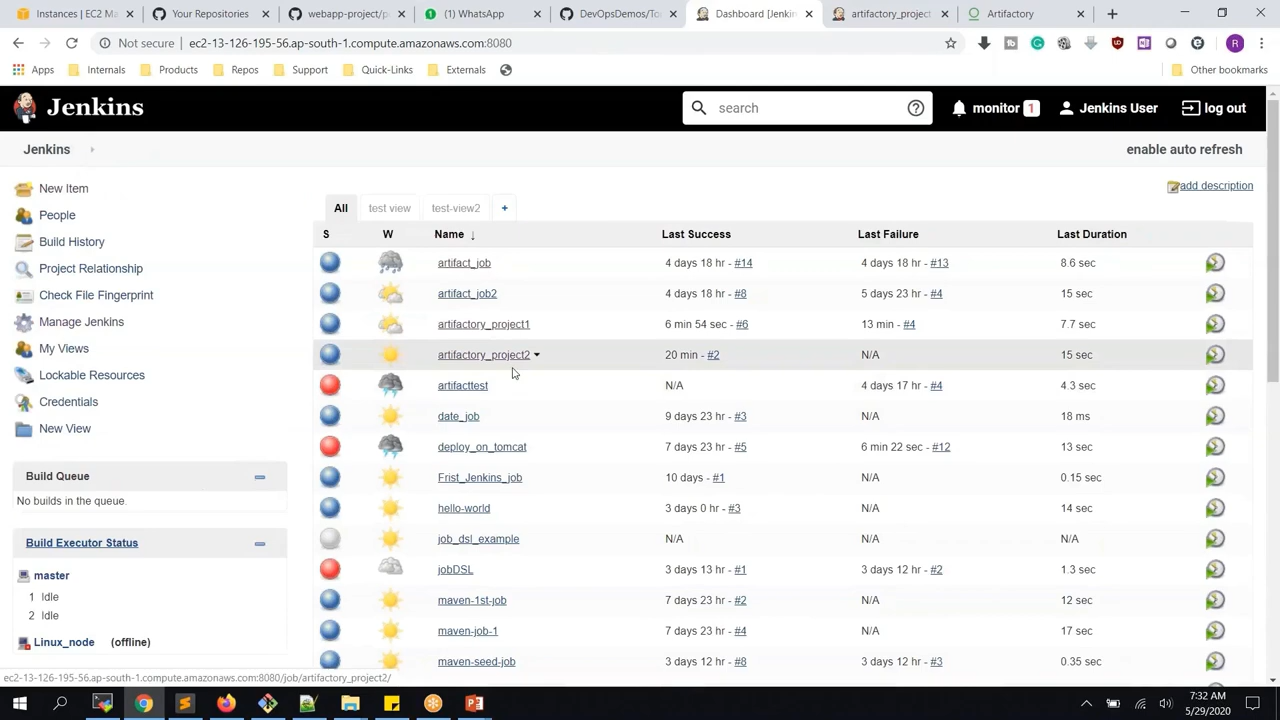 Instances | EC2 Ma
Your Repositories
webapp-project/p
(1) WhatsApp
DevOpsDemos/To
Dashboard [Jenkin
artifactory_project
Artifactory
Not secure | ec2-13-126-195-56.ap-south-1.compute.amazonaws.com:8080
Apps Internals Products Repos Support Quick-Links Externals Other bookmarks
Jenkins
search
monitor 1
Jenkins User
log out
Jenkins
enable auto refresh
add description
New Item
People
Build History
Project Relationship
Check File Fingerprint
Manage Jenkins
My Views
Lockable Resources
Credentials
New View
Build Queue
No builds in the queue.
Build Executor Status
master
1 Idle
2 Idle
Linux_node (offline)
All test view test-view2 +
S W Name ↓ Last Success Last Failure Last Duration
artifact_job 4 days 18 hr - #14 4 days 18 hr - #13 8.6 sec
artifact_job2 4 days 18 hr - #8 5 days 23 hr - #4 15 sec
artifactory_project1 6 min 54 sec - #6 13 min - #4 7.7 sec
artifactory_project2 20 min - #2 N/A 15 sec
artifacttest N/A 4 days 17 hr - #4 4.3 sec
date_job 9 days 23 hr - #3 N/A 18 ms
deploy_on_tomcat 7 days 23 hr - #5 6 min 22 sec - #12 13 sec
Frist_Jenkins_job 10 days - #1 N/A 0.15 sec
hello-world 3 days 0 hr - #3 N/A 14 sec
job_dsl_example N/A N/A N/A
jobDSL 3 days 13 hr - #1 3 days 12 hr - #2 1.3 sec
maven-1st-job 7 days 23 hr - #2 N/A 12 sec
maven-job-1 7 days 23 hr - #4 N/A 17 sec
maven-seed-job 3 days 12 hr - #8 3 days 12 hr - #3 0.35 sec
ec2-13-126-195-56.ap-south-1.compute.amazonaws.com:8080/job/artifactory_project2/
7:32 AM
5/29/2020